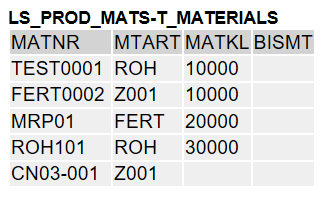 LS_PROD_MATS-T_MATERIALS
MATNR MTART MATKL BISMT
TEST0001 ROH 10000
FERT0002 Z001 10000
MRP01 FERT 20000
ROH101 ROH 30000
CN03-001 Z001